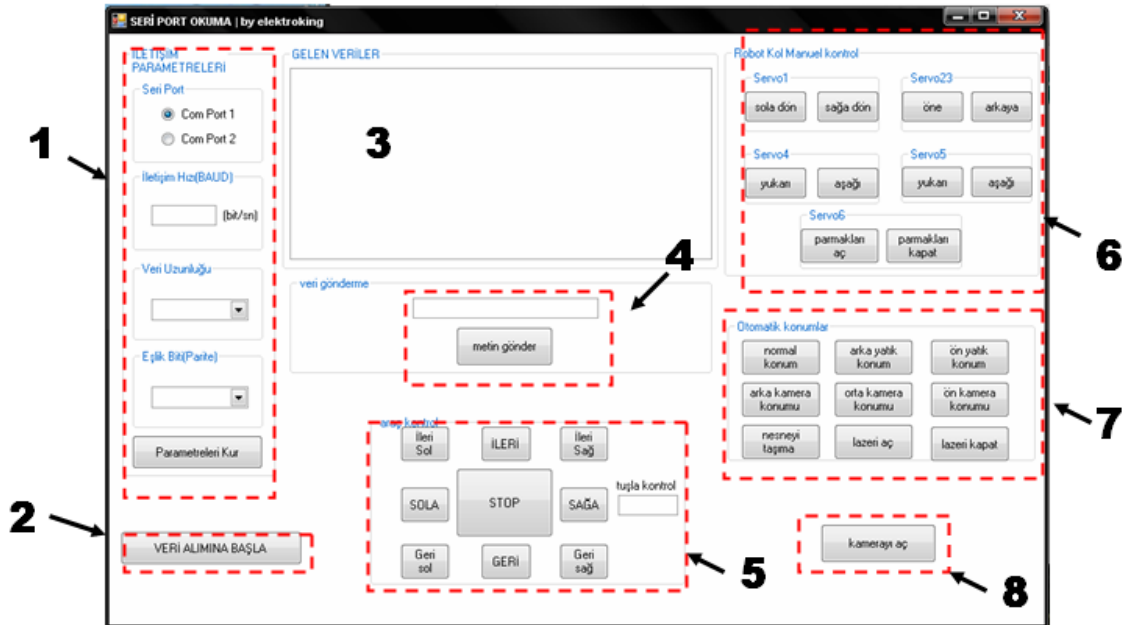 SERİ PORT OKUMA | by elektroking
İLETİŞİM
PARAMETRELERİ
Seri Port
Com Port 1
Com Port 2
İletişim Hızı(BAUD)
(bit/sn)
Veri Uzunluğu
Eşlik Biti(Parite)
Parametreleri Kur
1
VERİ ALIMINA BAŞLA
2
GELEN VERİLER
3
veri gönderme
metin gönder
4
araç kontrol
İleri
Sol
İLERİ
İleri
Sağ
SOLA
STOP
SAĞA
tuşla kontrol
Geri
sol
GERİ
Geri
sağ
5
Robot Kol Manuel kontrol
Servo1
sola dön
sağa dön
Servo23
öne
arkaya
Servo4
yukarı
aşağı
Servo5
yukarı
aşağı
Servo6
parmakları
aç
parmakları
kapat
6
Otomatik konumlar
normal
konum
arka yatık
konum
ön yatık
konum
arka kamera
konumu
orta kamera
konumu
ön kamera
konumu
nesneyi
taşıma
lazeri aç
lazeri kapat
7
kamerayı aç
8